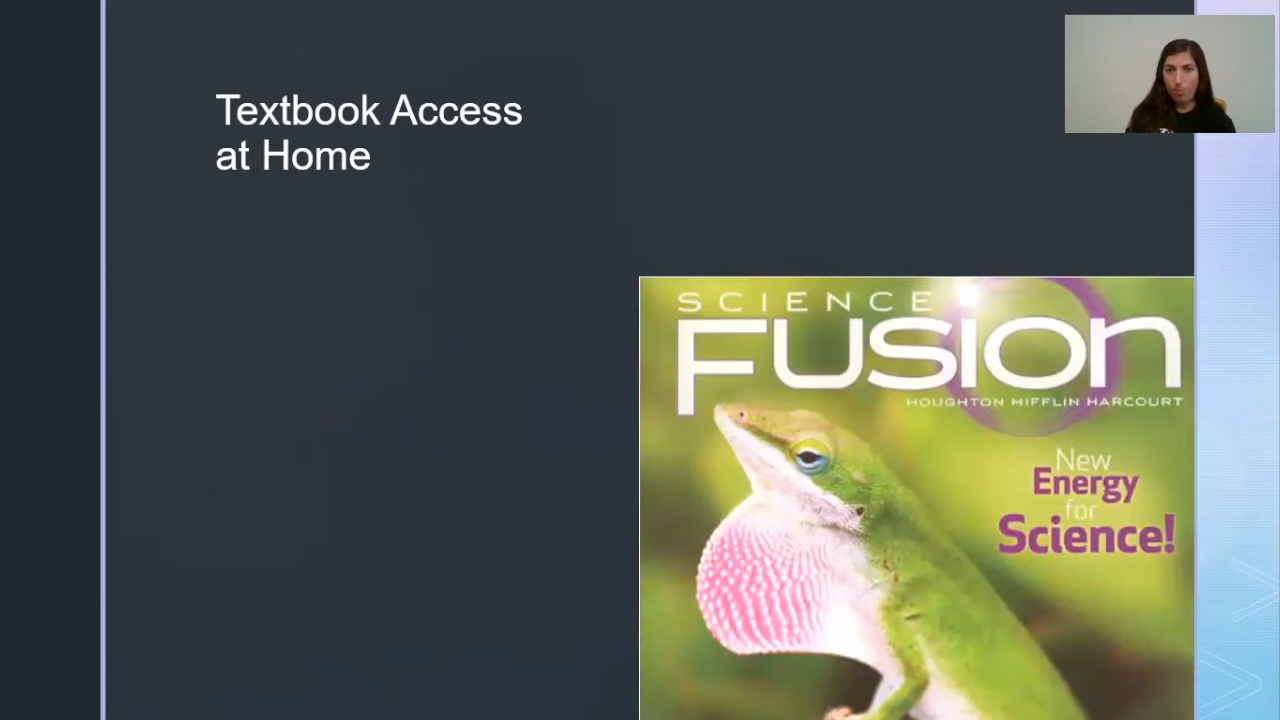 Textbook Access
at Home
SCIENCE
FUSION
HOUGHTON MIFFLIN HARCOURT
New
Energy
for
Science!